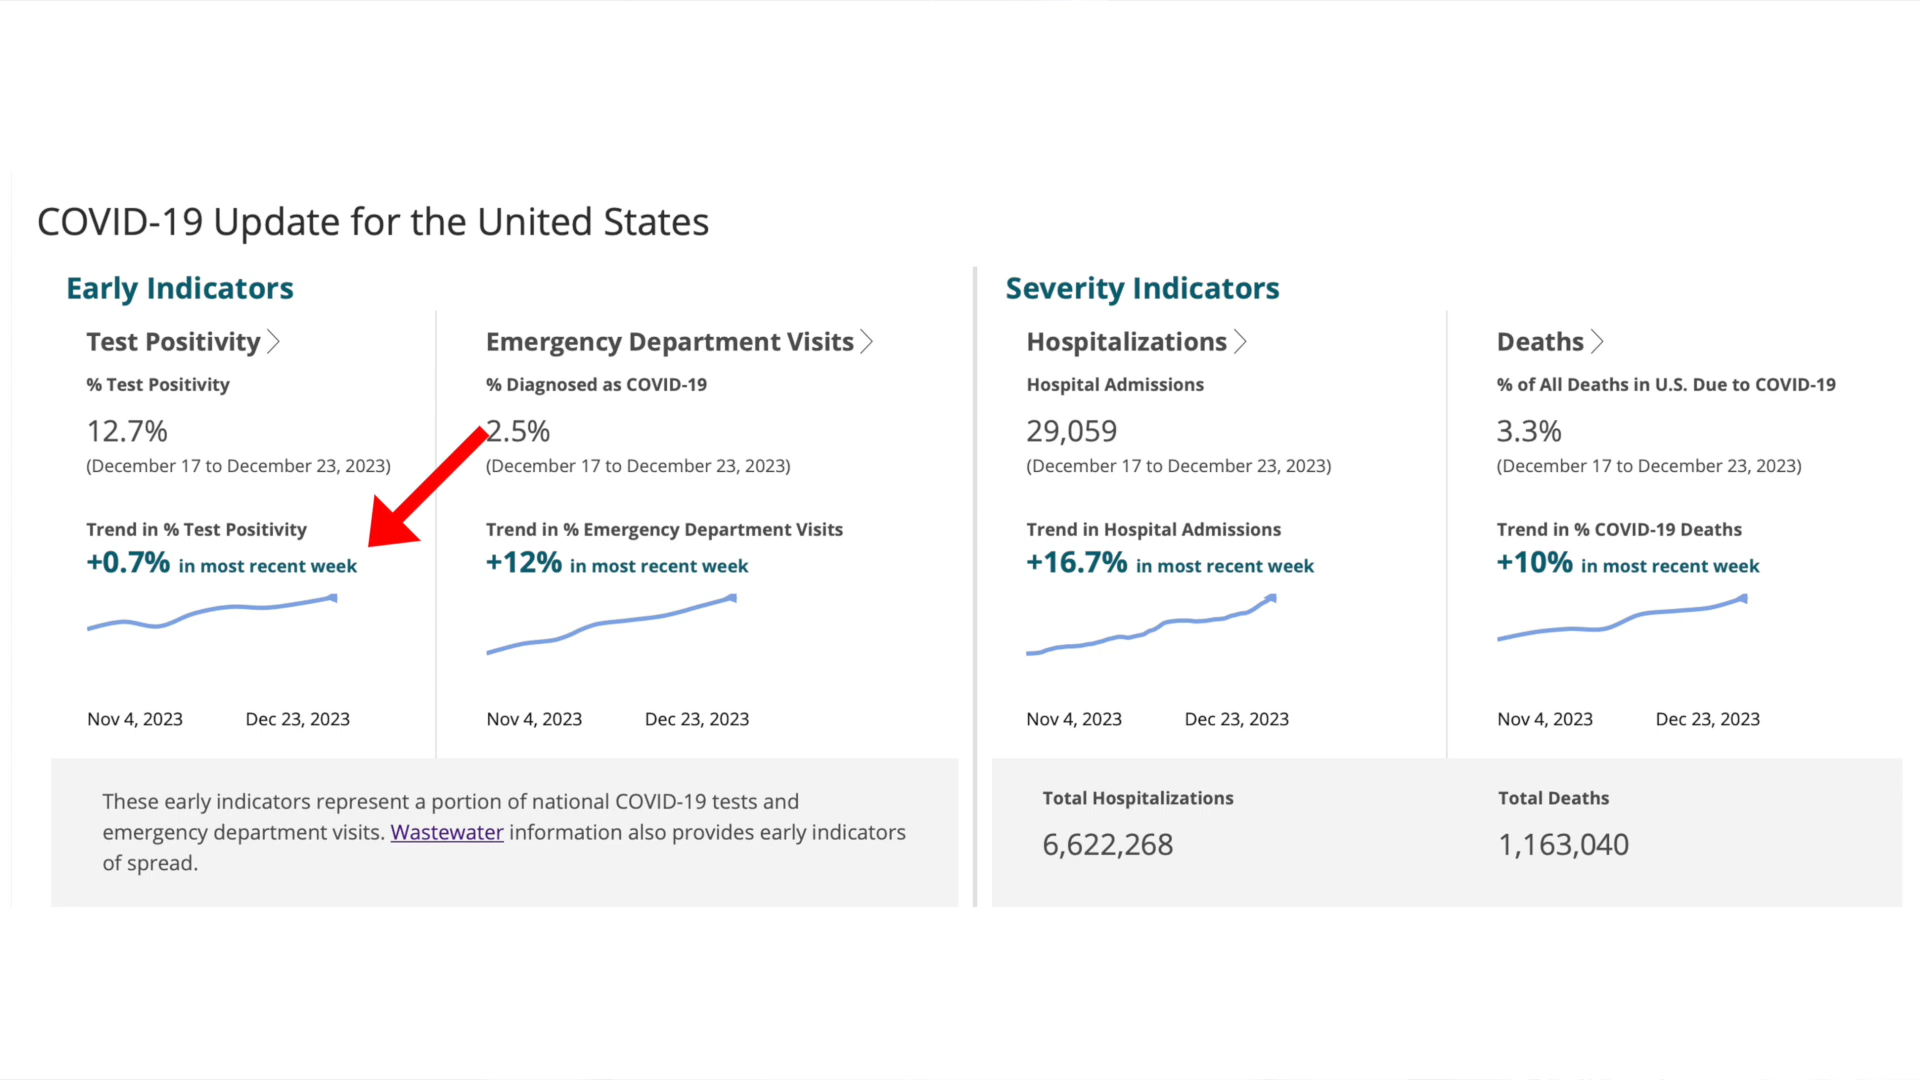 COVID-19 Update for the United States
Early Indicators
Test Positivity
% Test Positivity
12.7%
(December 17 to December 23, 2023)
Trend in % Test Positivity
+0.7% in most recent week
Nov 4, 2023 Dec 23, 2023
Emergency Department Visits
% Diagnosed as COVID-19
2.5%
(December 17 to December 23, 2023)
Trend in % Emergency Department Visits
+12% in most recent week
Nov 4, 2023 Dec 23, 2023
These early indicators represent a portion of national COVID-19 tests and
emergency department visits. Wastewater information also provides early indicators
of spread.
Severity Indicators
Hospitalizations
Hospital Admissions
29,059
(December 17 to December 23, 2023)
Trend in Hospital Admissions
+16.7% in most recent week
Nov 4, 2023 Dec 23, 2023
Deaths
% of All Deaths in U.S. Due to COVID-19
3.3%
(December 17 to December 23, 2023)
Trend in % COVID-19 Deaths
+10% in most recent week
Nov 4, 2023 Dec 23, 2023
Total Hospitalizations
6,622,268
Total Deaths
1,163,040